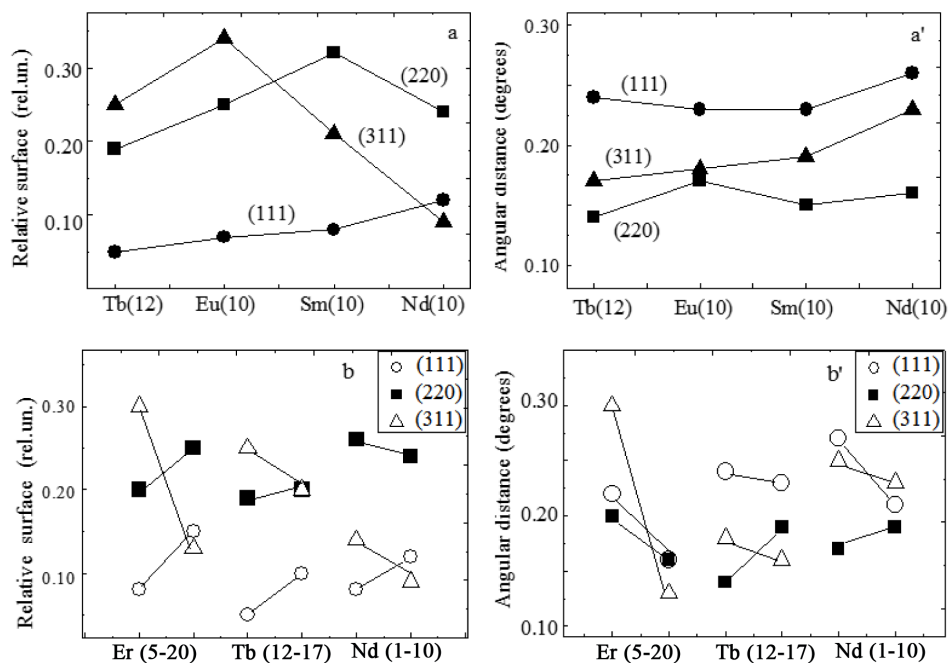 Relative surface (rel.un.)
0.30
0.20
0.10
a
(220)
(311)
(111)
Tb(12) Eu(10) Sm(10) Nd(10)
Angular distance (degrees)
0.30
0.20
0.10
a'
(111)
(311)
(220)
Tb(12) Eu(10) Sm(10) Nd(10)
Relative surface (rel.un.)
0.30
0.20
0.10
b
(111)
(220)
(311)
Er (5-20) Tb (12-17) Nd (1-10)
Angular distance (degrees)
0.30
0.20
0.10
b'
(111)
(220)
(311)
Er (5-20) Tb (12-17) Nd (1-10)